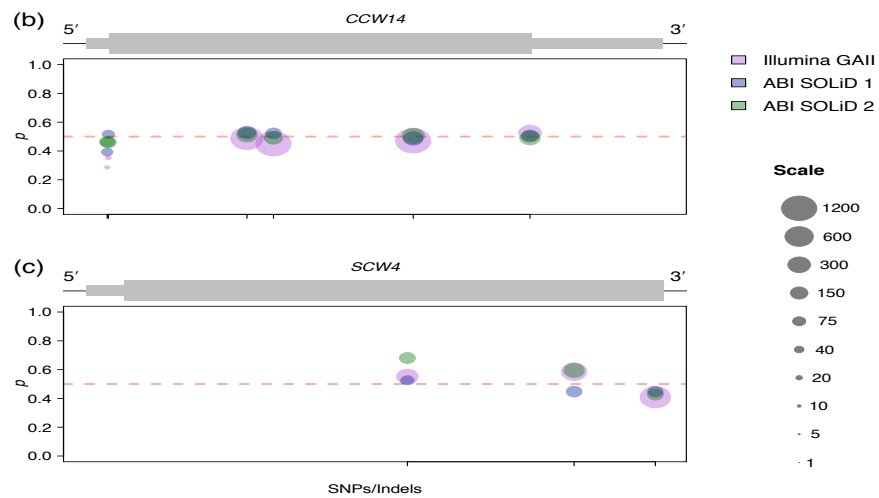 (b)
CCW14
5′
3′
1.0
0.8
0.6
0.4
0.2
0.0
p
Illumina GAII
ABI SOLiD 1
ABI SOLiD 2
Scale
1200
600
300
150
75
40
20
10
5
1
(c)
SCW4
5′
3′
1.0
0.8
0.6
0.4
0.2
0.0
p
SNPs/Indels